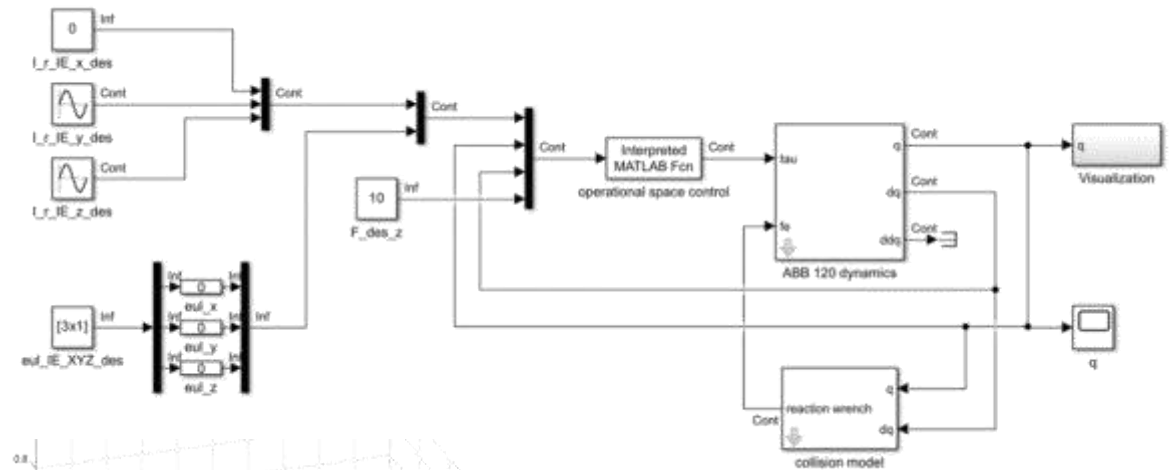 0
Inf
I_r_IE_x_des
Cont
I_r_IE_y_des
Cont
I_r_IE_z_des
Cont
Cont
10
Inf
F_des_z
Cont
Interpreted
MATLAB Fcn
operational space control
Cont
tau
fe
q
dq
ddq
ABB 120 dynamics
Cont
Cont
Cont
q
Visualization
q
[3x1]
Inf
eul_IE_XYZ_des
Inf
0
Inf
eul_x
Inf
0
Inf
eul_y
Inf
0
Inf
eul_z
Inf
reaction wrench
q
dq
Cont
collision model
0.8